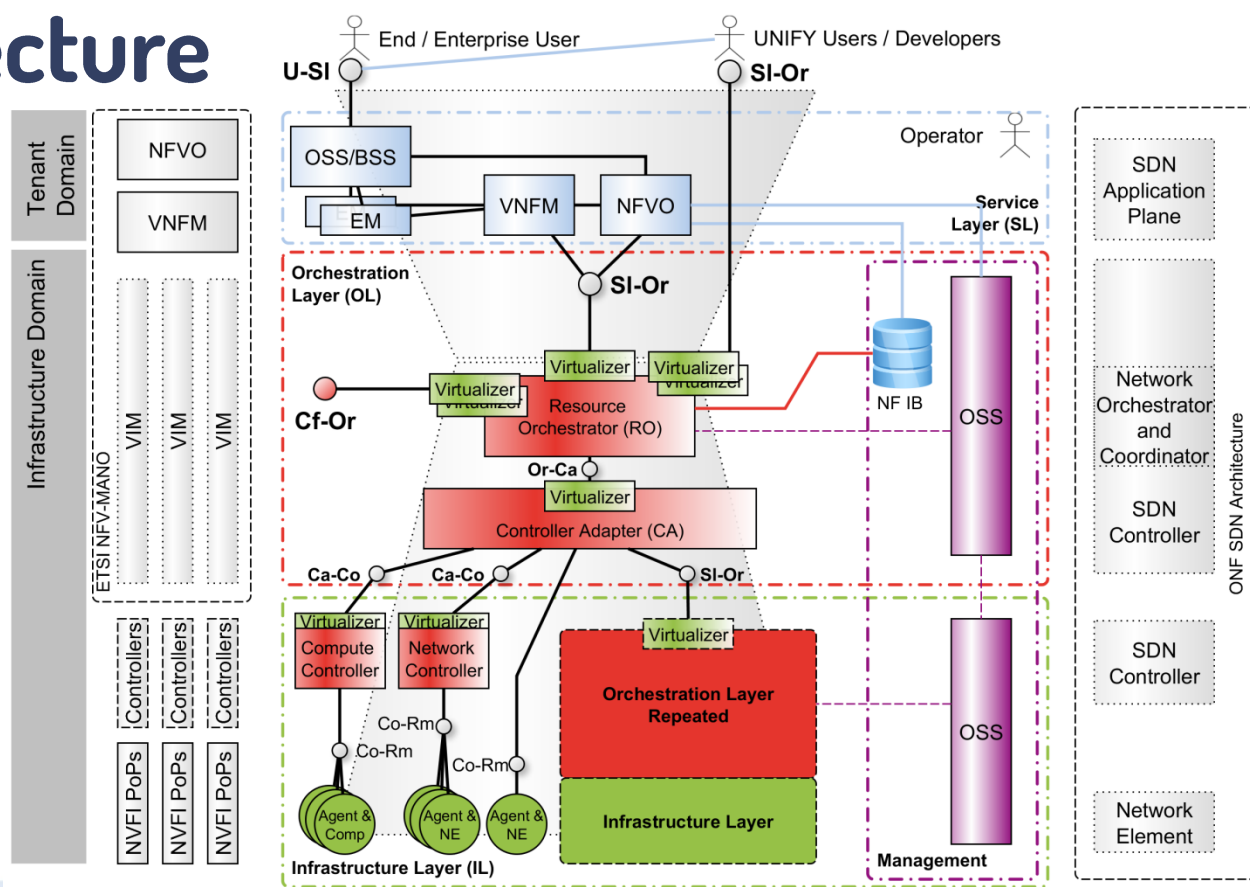 ecture
End / Enterprise User
UNIFY Users / Developers
U-Sl
Sl-Or
Tenant
Domain
Infrastructure Domain
NFVO
VNFM
VIM
VIM
VIM
ETSI NFV-MANO
Controllers
Controllers
Controllers
NVFI PoPs
NVFI PoPs
NVFI PoPs
OSS/BSS
EM
VNFM
NFVO
Operator
Service
Layer (SL)
Orchestration
Layer (OL)
Sl-Or
Virtualizer
Virtualizer
Virtualizer
Virtualizer
Virtualizer
Cf-Or
Resource
Orchestrator (RO)
NF IB
OSS
Or-Ca
Virtualizer
Controller Adapter (CA)
Ca-Co
Ca-Co
Sl-Or
Virtualizer
Compute
Controller
Virtualizer
Network
Controller
Virtualizer
Orchestration Layer
Repeated
OSS
Co-Rm
Co-Rm
Co-Rm
Agent &
Comp
Agent &
NE
Agent &
NE
Infrastructure Layer
Infrastructure Layer (IL)
Management
SDN
Application
Plane
Network
Orchestrator
and
Coordinator
SDN
Controller
SDN
Controller
Network
Element
ONF SDN Architecture